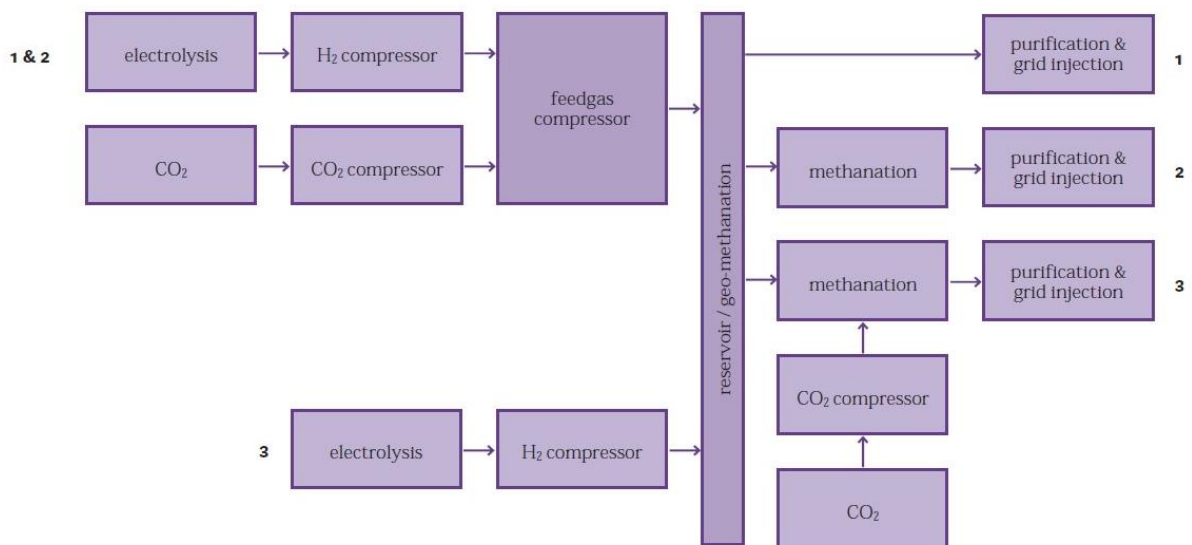 1 & 2
electrolysis
H₂ compressor
feedgas
compressor
purification &
grid injection
1
CO₂
CO₂ compressor
methanation
purification &
grid injection
2
reservoir / geo-methanation
methanation
purification &
grid injection
3
CO₂ compressor
3
electrolysis
H₂ compressor
CO₂